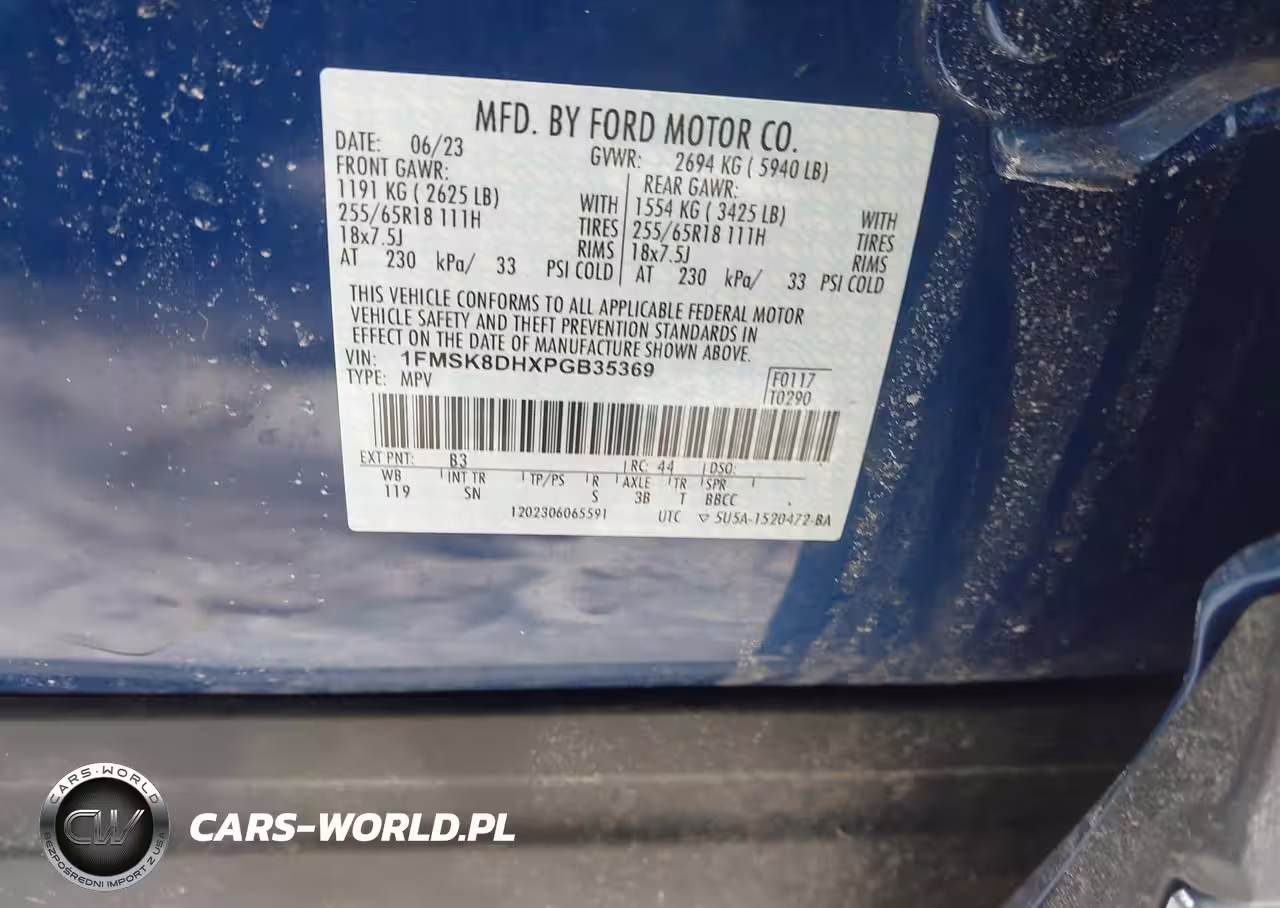 MFD. BY FORD MOTOR CO.
DATE: 06/23 GVWR: 2694 KG ( 5940 LB)
FRONT GAWR: REAR GAWR:
1191 KG ( 2625 LB) WITH 1554 KG ( 3425 LB) WITH
255/65R18 111H TIRES 255/65R18 111H TIRES
18x7.5J RIMS 18x7.5J RIMS
AT 230 kPa/ 33 PSI COLD AT 230 kPa/ 33 PSI COLD
THIS VEHICLE CONFORMS TO ALL APPLICABLE FEDERAL MOTOR
VEHICLE SAFETY AND THEFT PREVENTION STANDARDS IN
EFFECT ON THE DATE OF MANUFACTURE SHOWN ABOVE.
VIN: 1FMSK8DHXPGB35369
TYPE: MPV F0117
T0290
EXT PNT: B3 RC: 44 DSO:
WB INT TR TP/PS R AXLE TR SPR
119 SN S 3B T BBCC
1202306065591 UTC 5U5A-1520472-BA
CARS-WORLD
CW
BEZPOŚREDNI IMPORT Z USA
CARS-WORLD.PL